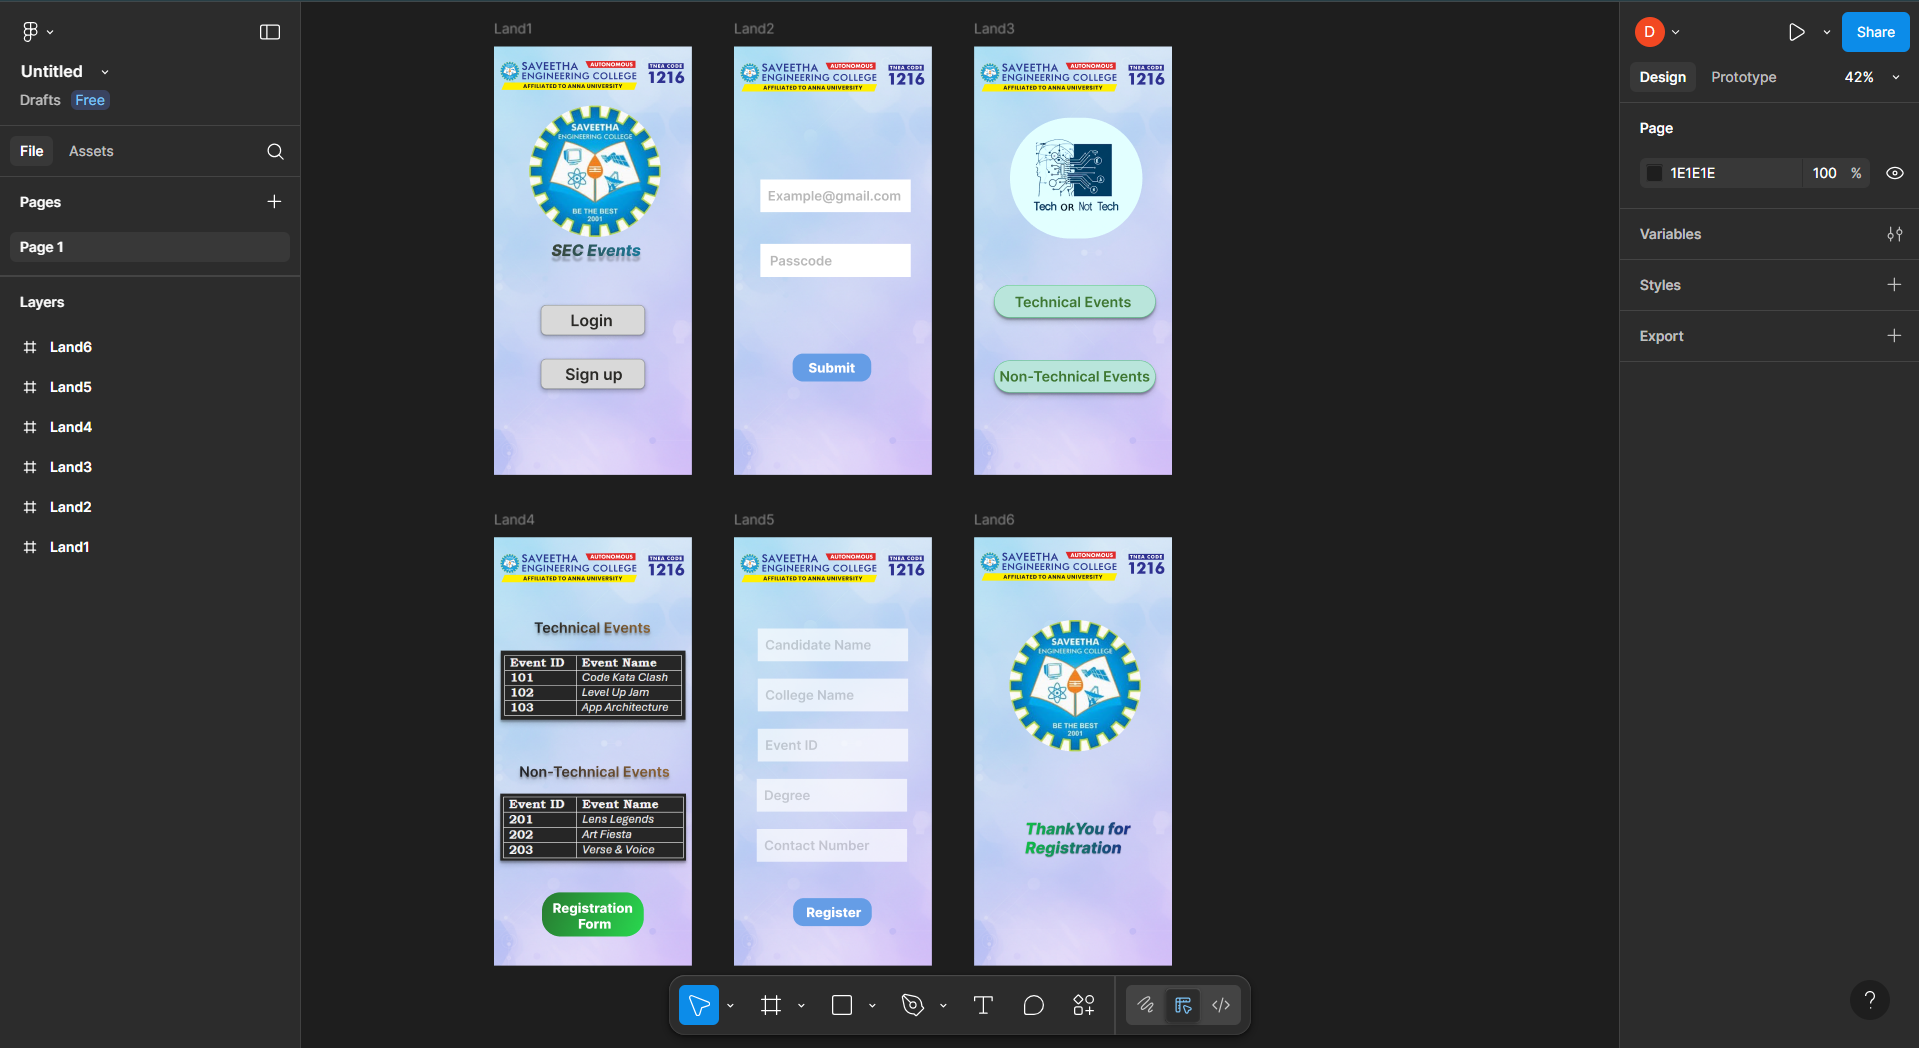 Untitled
Drafts Free
File Assets
Pages
Page 1
Layers
Land6
Land5
Land4
Land3
Land2
Land1
Land1
SAVEETHA AUTONOMOUS
ENGINEERING COLLEGE
AFFILIATED TO ANNA UNIVERSITY
TNEA CODE
1216
SAVEETHA
ENGINEERING COLLEGE
BE THE BEST
2001
SEC Events
Login
Sign up
Land2
SAVEETHA AUTONOMOUS
ENGINEERING COLLEGE
AFFILIATED TO ANNA UNIVERSITY
TNEA CODE
1216
Example@gmail.com
Passcode
Submit
Land3
SAVEETHA AUTONOMOUS
ENGINEERING COLLEGE
AFFILIATED TO ANNA UNIVERSITY
TNEA CODE
1216
Tech OR Not Tech
Technical Events
Non-Technical Events
Land4
SAVEETHA AUTONOMOUS
ENGINEERING COLLEGE
AFFILIATED TO ANNA UNIVERSITY
TNEA CODE
1216
Technical Events
Event ID Event Name
101 Code Kata Clash
102 Level Up Jam
103 App Architecture
Non-Technical Events
Event ID Event Name
201 Lens Legends
202 Art Fiesta
203 Verse & Voice
Registration
Form
Land5
SAVEETHA AUTONOMOUS
ENGINEERING COLLEGE
AFFILIATED TO ANNA UNIVERSITY
TNEA CODE
1216
Candidate Name
College Name
Event ID
Degree
Contact Number
Register
Land6
SAVEETHA AUTONOMOUS
ENGINEERING COLLEGE
AFFILIATED TO ANNA UNIVERSITY
TNEA CODE
1216
SAVEETHA
ENGINEERING COLLEGE
BE THE BEST
2001
ThankYou for
Registration
D
Share
Design Prototype 42%
Page
1E1E1E 100 %
Variables
Styles
Export
?